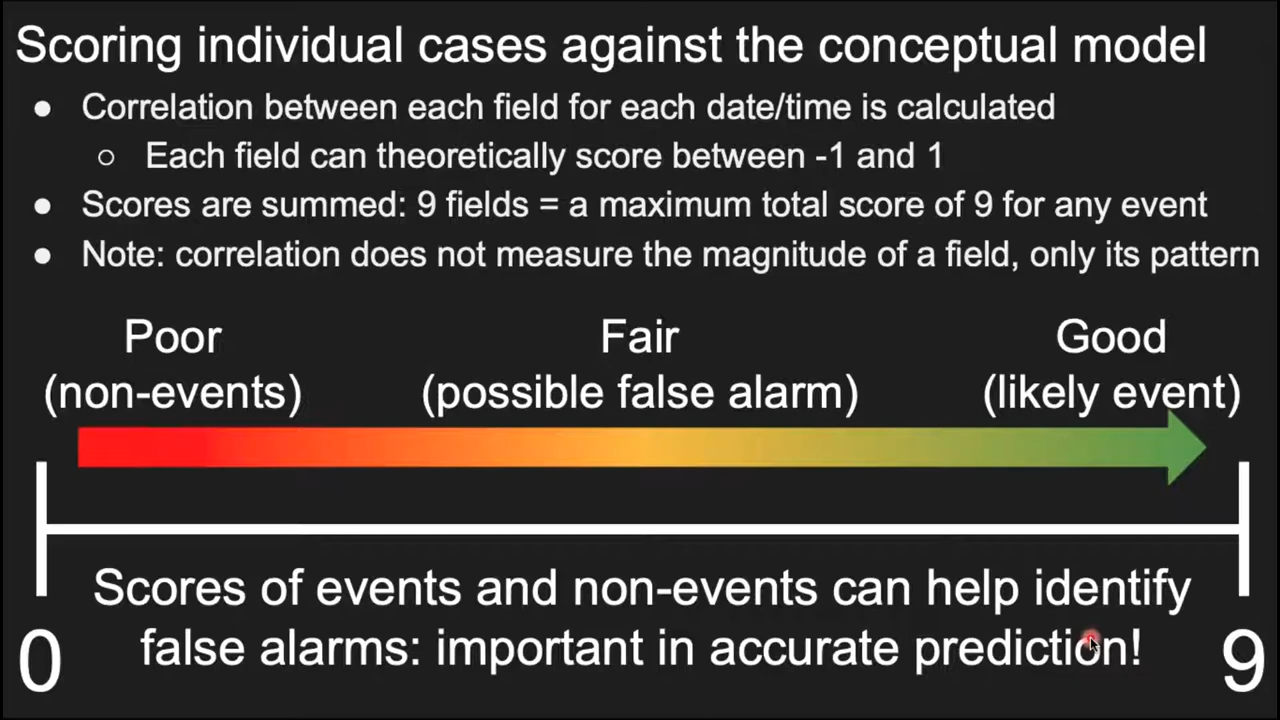 Scoring individual cases against the conceptual model
● Correlation between each field for each date/time is calculated
○ Each field can theoretically score between -1 and 1
● Scores are summed: 9 fields = a maximum total score of 9 for any event
● Note: correlation does not measure the magnitude of a field, only its pattern
Poor Fair Good
(non-events) (possible false alarm) (likely event)
Scores of events and non-events can help identify
false alarms: important in accurate prediction!
0 9